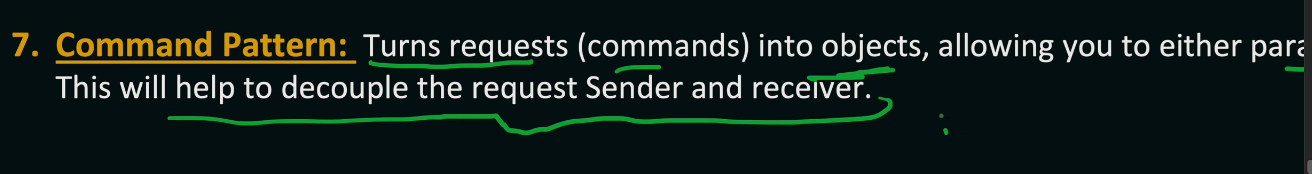 7. Command Pattern: Turns requests (commands) into objects, allowing you to either
This will help to decouple the request Sender and receiver.